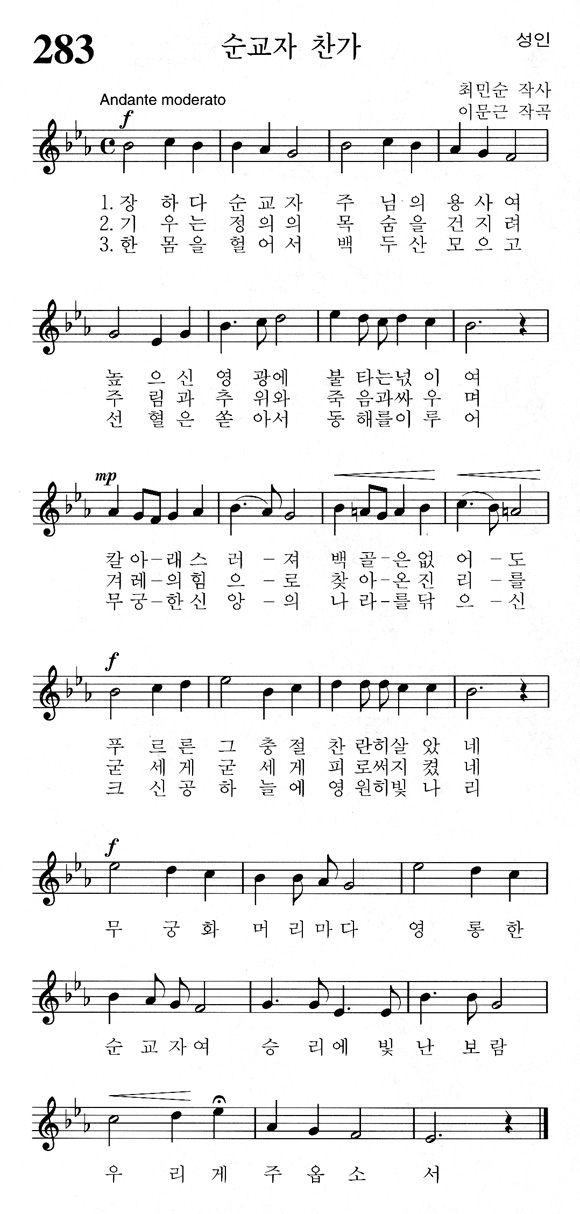 283 순교자 찬가 성인
최민순 작사
Andante moderato 이문근 작곡
f
1. 장 하 다 순 교 자 주 님 의 용 사 여
2. 기 우 는 정 의 의 목 숨 을 건 지 려
3. 한 몸 을 헐 어 서 백 두 산 모 으 고
높 으 신 영 광 에 불 타 는 넋 이 여
주 림 과 추 위 와 죽 음 과 싸 우 며
선 혈 은 쏟 아 서 동 해 를 이 루 어
mp
칼 아 - 래 스 러 - 져 백 골 - 은 없 어 - 도
겨 레 - 의 힘 으 - 로 찾 아 - 온 진 리 - 를
무 궁 - 한 신 앙 - 의 나 라 - 를 닦 으 - 신
f
푸 르 른 그 충 절 찬 란 히 살 았 네
굳 세 게 굳 세 게 피 로 써 지 켰 네
크 신 공 하 늘 에 영 원 히 빛 나 리
f
무 궁 화 머 리 마 다 영 롱 한
순 교 자 여 승 리 에 빛 난 보 람
우 리 게 주 옵 소 서